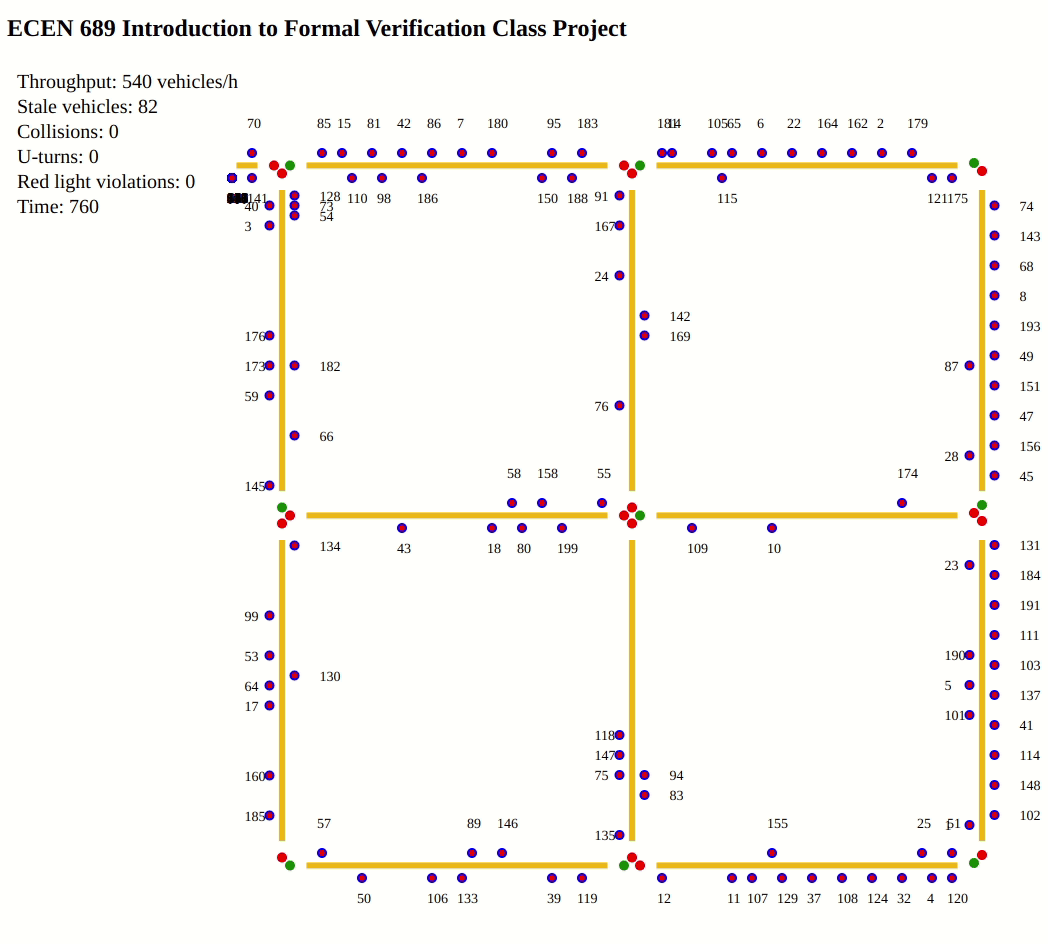 ECEN 689 Introduction to Formal Verification Class Project
Throughput: 540 vehicles/h
Stale vehicles: 82
Collisions: 0
U-turns: 0
Red light violations: 0
Time: 760
70 85 15 81 42 86 7 180 95 183 14 105 65 6 22 164 162 2 179
141 110 98 186 150 188 115 121 175
128 91
40 73 74
54
3 167
143
24 68
8
142 193
176 169
49
173 182 87
59 151
76 47
66 156
28
58 158 55 174 45
145
43 18 80 199 109 10
134 131
23
184
99 191
111
53 190
130 103
64 5
17 137
101
118 41
147 114
160 75 94
83 148
185 102
57 89 146 155 25 51
135 1
50 106 133 39 119 12 11 107 129 37 108 124 32 4 120